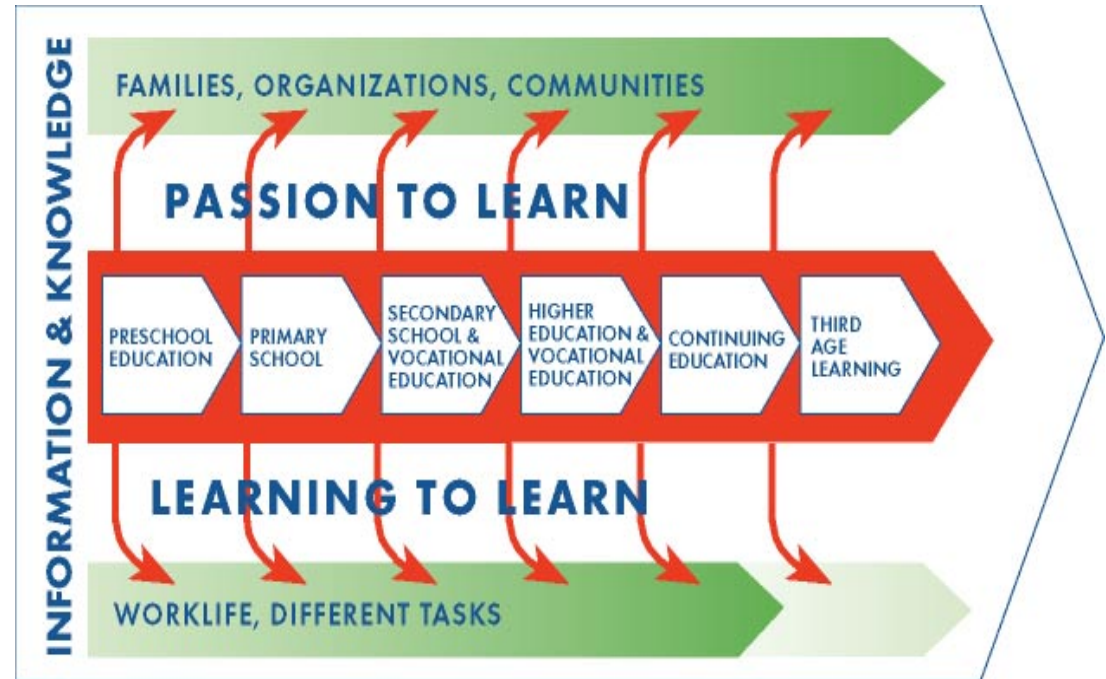 INFORMATION & KNOWLEDGE
FAMILIES, ORGANIZATIONS, COMMUNITIES
PASSION TO LEARN
PRESCHOOL
EDUCATION
PRIMARY
SCHOOL
SECONDARY
SCHOOL &
VOCATIONAL
EDUCATION
HIGHER
EDUCATION &
VOCATIONAL
EDUCATION
CONTINUING
EDUCATION
THIRD
AGE
LEARNING
LEARNING TO LEARN
WORKLIFE, DIFFERENT TASKS